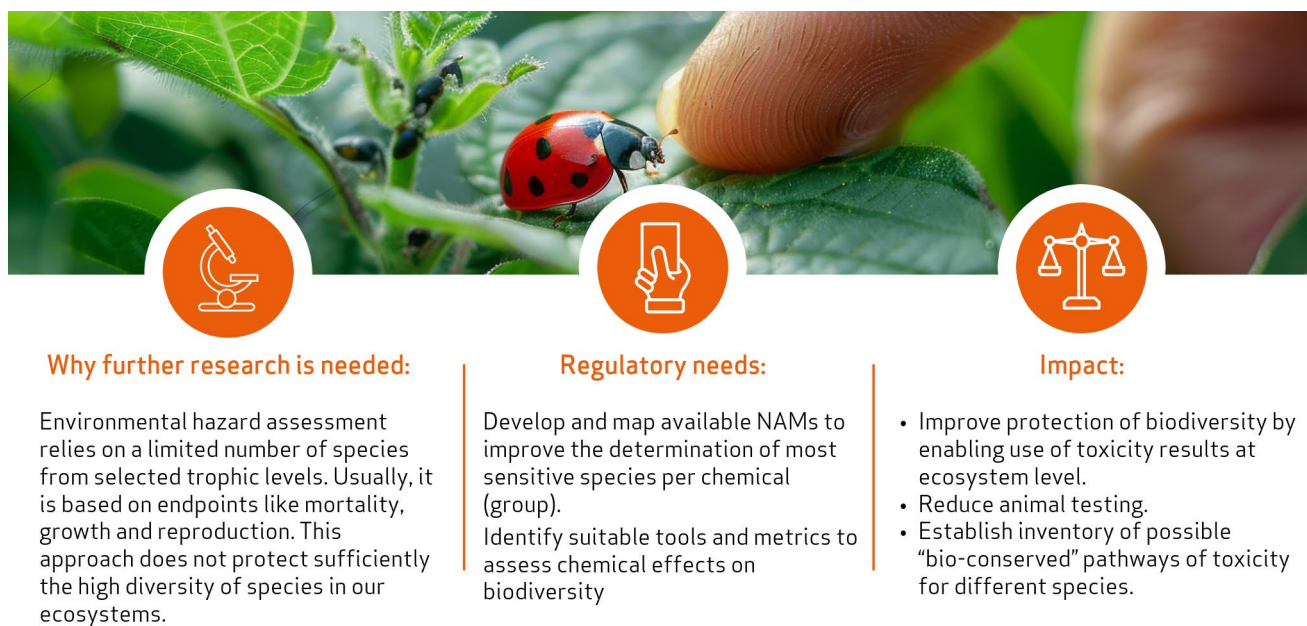 Why further research is needed:
Environmental hazard assessment
relies on a limited number of species
from selected trophic levels. Usually, it
is based on endpoints like mortality,
growth and reproduction. This
approach does not protect sufficiently
the high diversity of species in our
ecosystems.
Regulatory needs:
Develop and map available NAMs to
improve the determination of most
sensitive species per chemical
(group).
Identify suitable tools and metrics to
assess chemical effects on
biodiversity
Impact:
• Improve protection of biodiversity by
enabling use of toxicity results at
ecosystem level.
• Reduce animal testing.
• Establish inventory of possible
“bio-conserved” pathways of toxicity
for different species.